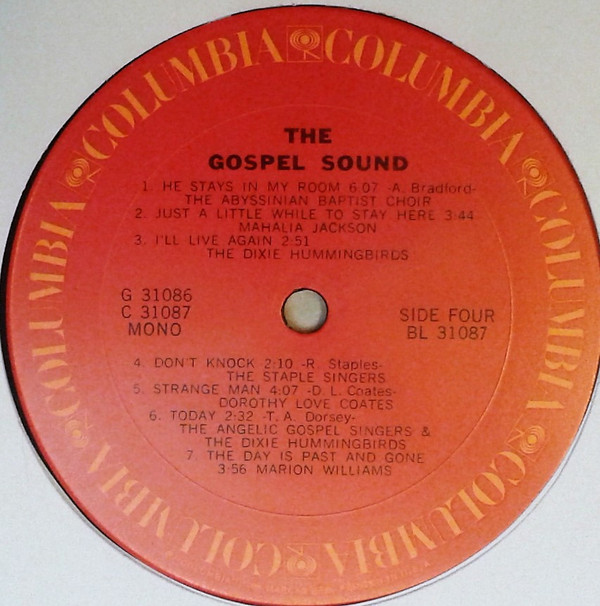 COLUMBIA COLUMBIA COLUMBIA COLUMBIA COLUMBIA COLUMBIA
THE
GOSPEL SOUND
1. HE STAYS IN MY ROOM 6.07 -A. Bradford-
THE ABYSSINIAN BAPTIST CHOIR
2. JUST A LITTLE WHILE TO STAY HERE 3:44
MAHALIA JACKSON
3. I'LL LIVE AGAIN 2:51
THE DIXIE HUMMINGBIRDS
G 31086
C 31087
MONO
SIDE FOUR
BL 31087
4. DON'T KNOCK 2:10 -R. Staples-
THE STAPLE SINGERS
5. STRANGE MAN 4:07 -D. L. Coates-
DOROTHY LOVE COATES
6. TODAY 2:32 -T. A. Dorsey-
THE ANGELIC GOSPEL SINGERS &
THE DIXIE HUMMINGBIRDS
7. THE DAY IS PAST AND GONE
3:56 MARION WILLIAMS